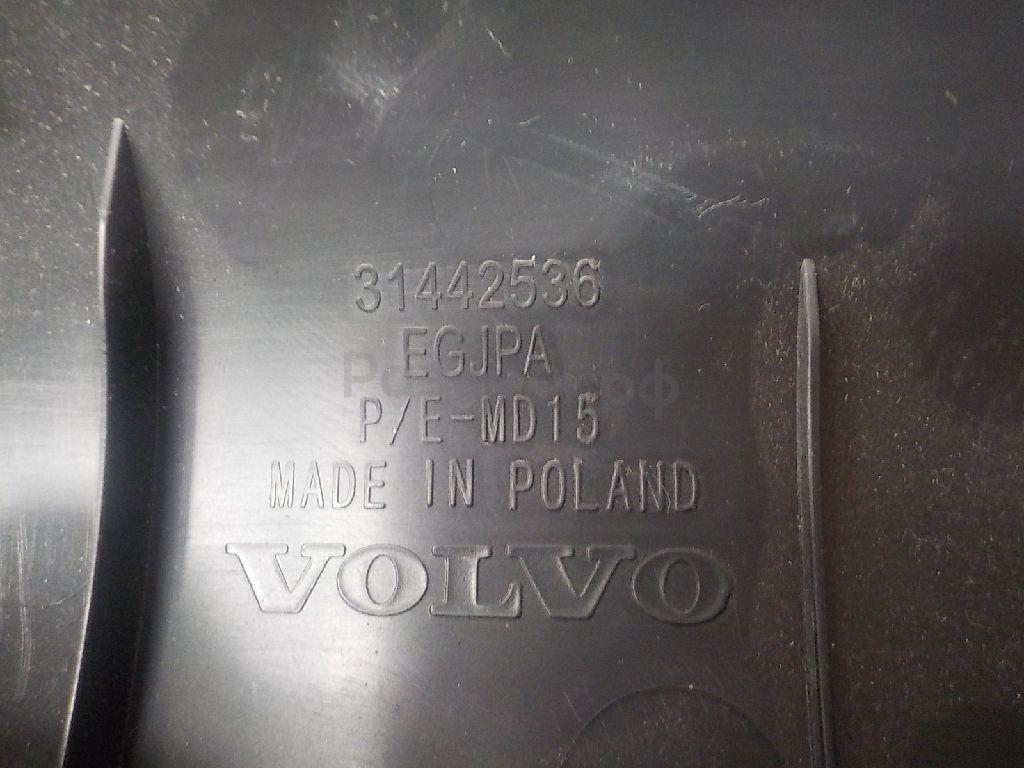 31442536
EGJPA
P/E-MD15
MADE IN POLAND
VOLVO